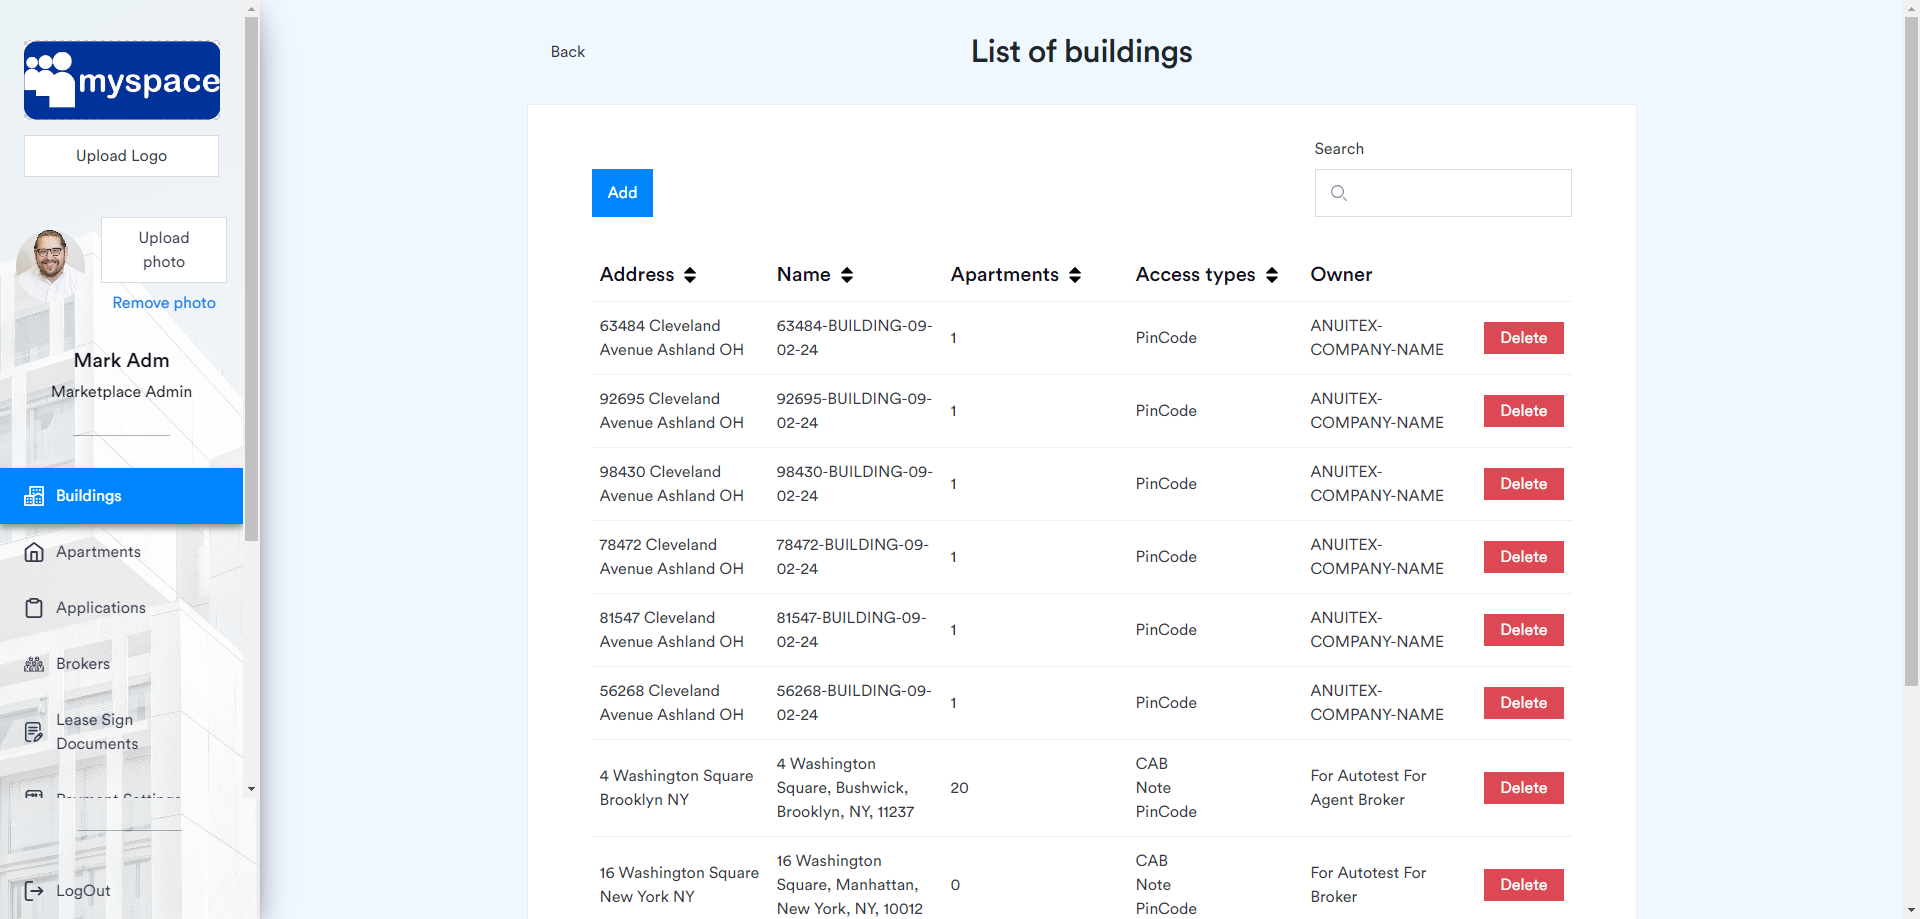 myspace
Upload Logo
Upload
photo
Remove photo
Mark Adm
Marketplace Admin
Buildings
Apartments
Applications
Brokers
Lease Sign
Documents
Payment Settings
LogOut
Back
List of buildings
Search
Add
Address Name Apartments Access types Owner
63484 Cleveland
Avenue Ashland OH
63484-BUILDING-09-
02-24
1
PinCode
ANUITEX-
COMPANY-NAME
Delete
92695 Cleveland
Avenue Ashland OH
92695-BUILDING-09-
02-24
1
PinCode
ANUITEX-
COMPANY-NAME
Delete
98430 Cleveland
Avenue Ashland OH
98430-BUILDING-09-
02-24
1
PinCode
ANUITEX-
COMPANY-NAME
Delete
78472 Cleveland
Avenue Ashland OH
78472-BUILDING-09-
02-24
1
PinCode
ANUITEX-
COMPANY-NAME
Delete
81547 Cleveland
Avenue Ashland OH
81547-BUILDING-09-
02-24
1
PinCode
ANUITEX-
COMPANY-NAME
Delete
56268 Cleveland
Avenue Ashland OH
56268-BUILDING-09-
02-24
1
PinCode
ANUITEX-
COMPANY-NAME
Delete
4 Washington Square
Brooklyn NY
4 Washington
Square, Bushwick,
Brooklyn, NY, 11237
20
CAB
Note
PinCode
For Autotest For
Agent Broker
Delete
16 Washington Square
New York NY
16 Washington
Square, Manhattan,
New York, NY, 10012
0
CAB
Note
PinCode
For Autotest For
Broker
Delete